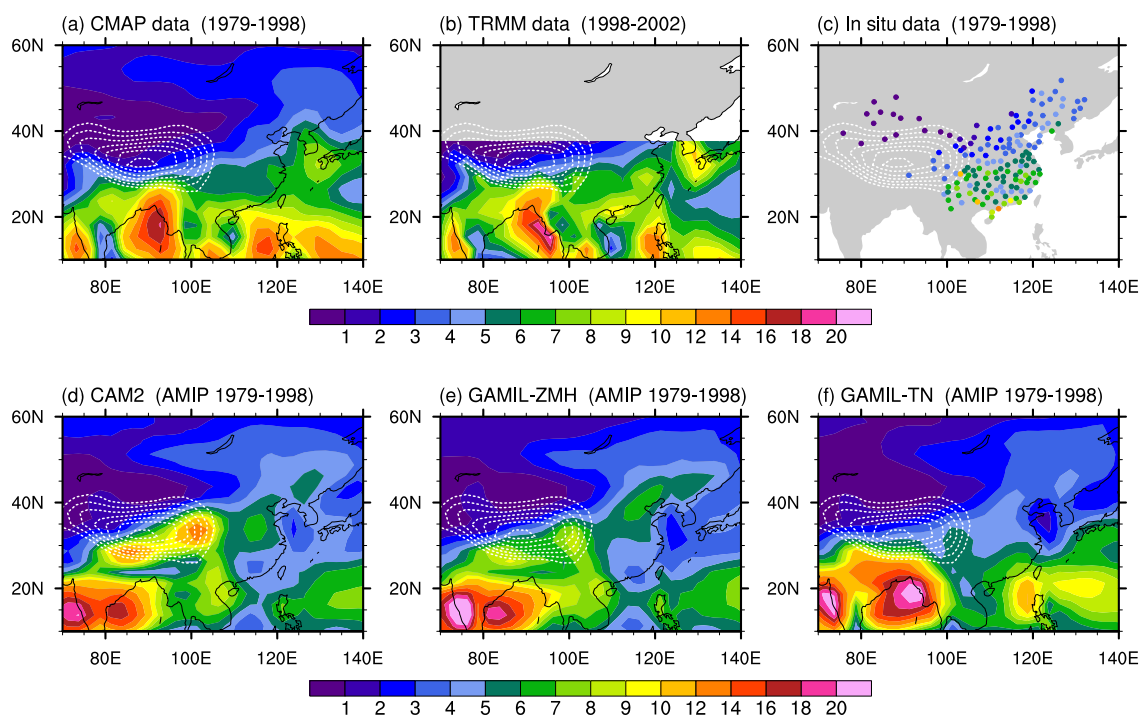 (a) CMAP data (1979-1998)
(b) TRMM data (1998-2002)
(c) In situ data (1979-1998)
60N
40N
20N
80E 100E 120E 140E
60N
40N
20N
80E 100E 120E 140E
60N
40N
20N
80E 100E 120E 140E
1 2 3 4 5 6 7 8 9 10 12 14 16 18 20
(d) CAM2 (AMIP 1979-1998)
(e) GAMIL-ZMH (AMIP 1979-1998)
(f) GAMIL-TN (AMIP 1979-1998)
60N
40N
20N
80E 100E 120E 140E
60N
40N
20N
80E 100E 120E 140E
60N
40N
20N
80E 100E 120E 140E
1 2 3 4 5 6 7 8 9 10 12 14 16 18 20